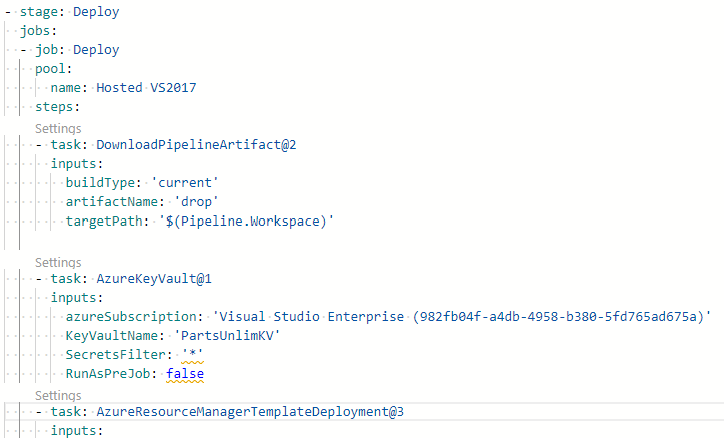 - stage: Deploy
  jobs:
  - job: Deploy
    pool:
      name: Hosted VS2017
    steps:
    Settings
    - task: DownloadPipelineArtifact@2
      inputs:
        buildType: 'current'
        artifactName: 'drop'
        targetPath: '$(Pipeline.Workspace)'
    Settings
    - task: AzureKeyVault@1
      inputs:
        azureSubscription: 'Visual Studio Enterprise (982fb04f-a4db-4958-b380-5fd765ad675a)'
        KeyVaultName: 'PartsUnlimKV'
        SecretsFilter: '*'
        RunAsPreJob: false
    Settings
    - task: AzureResourceManagerTemplateDeployment@3
      inputs: